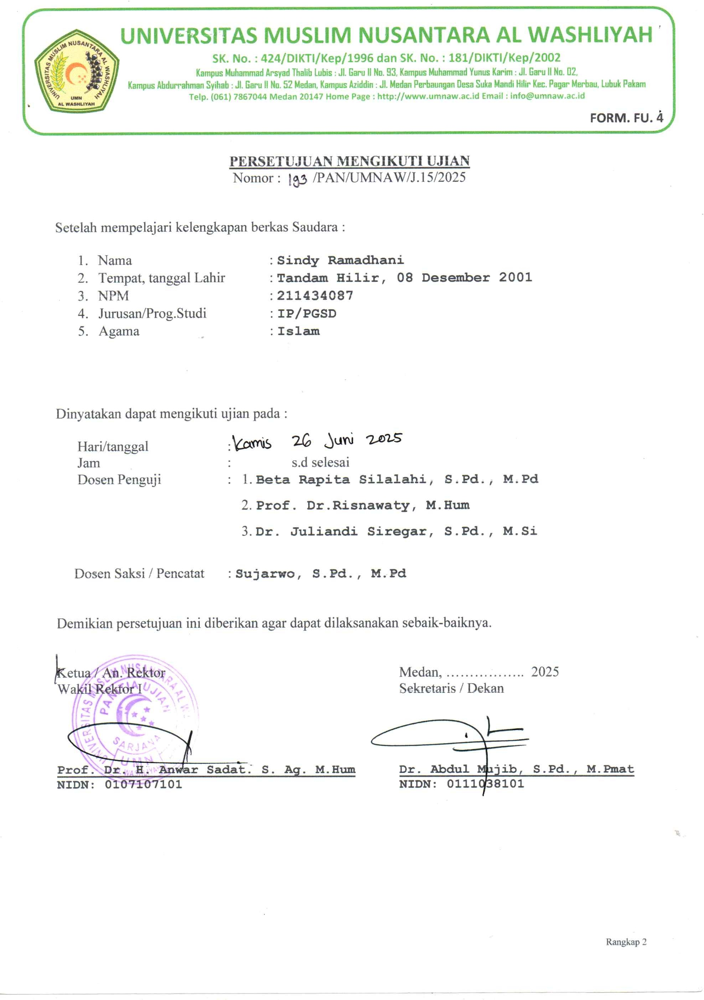 UNIVERSITAS MUSLIM NUSANTARA AL WASHLIYAH
SK. No. : 424/DIKTI/Kep/1996 dan SK. No. : 181/DIKTI/Kep/2002
Kampus Muhammad Arsyad Thalib Lubis : Jl. Garu II No. 93, Kampus Muhammad Yunus Karim : Jl. Garu II No. 02,
Kampus Abdurrahman Syihab : Jl. Garu II No. 52 Medan, Kampus Aziddin : Jl. Medan Perbaungan Desa Suka Mandi Hilir Kec. Pagar Merbau, Lubuk Pakam
Telp. (061) 7867044 Medan 20147 Home Page : http://www.umnaw.ac.id Email : info@umnaw.ac.id
UNIVERSITAS MUSLIM NUSANTARA AL WASHLIYAH
UMN
AL WASHLIYAH
FORM. FU. 4
PERSETUJUAN MENGIKUTI UJIAN
Nomor : 193 /PAN/UMNAW/J.15/2025
Setelah mempelajari kelengkapan berkas Saudara :
1. Nama : Sindy Ramadhani
2. Tempat, tanggal Lahir : Tandam Hilir, 08 Desember 2001
3. NPM : 211434087
4. Jurusan/Prog.Studi : IP/PGSD
5. Agama : Islam
Dinyatakan dapat mengikuti ujian pada :
Hari/tanggal : Kamis 26 Juni 2025
Jam : s.d selesai
Dosen Penguji : 1. Beta Rapita Silalahi, S.Pd., M.Pd
2. Prof. Dr.Risnawaty, M.Hum
3. Dr. Juliandi Siregar, S.Pd., M.Si
Dosen Saksi / Pencatat : Sujarwo, S.Pd., M.Pd
Demikian persetujuan ini diberikan agar dapat dilaksanakan sebaik-baiknya.
Ketua / An. Rektor
Wakil Rektor I
Medan, ................. 2025
Sekretaris / Dekan
UNIVERSITAS MUSLIM NUSANTARA AL
PANITIA UJIAN
SARJANA
UMN
AL WASHLIYAH
Prof. Dr. H. Anwar Sadat. S. Ag. M.Hum
NIDN: 0107107101
Dr. Abdul Mujib, S.Pd., M.Pmat
NIDN: 0111038101
Rangkap 2